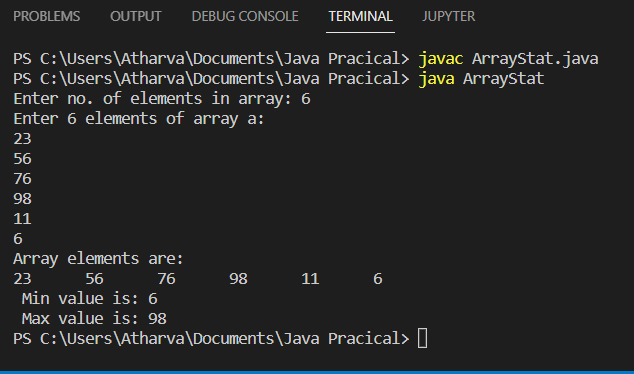 PROBLEMS OUTPUT DEBUG CONSOLE TERMINAL JUPYTER
PS C:\Users\Atharva\Documents\Java Pracical> javac ArrayStat.java
PS C:\Users\Atharva\Documents\Java Pracical> java ArrayStat
Enter no. of elements in array: 6
Enter 6 elements of array a:
23
56
76
98
11
6
Array elements are:
23 56 76 98 11 6
Min value is: 6
Max value is: 98
PS C:\Users\Atharva\Documents\Java Pracical>